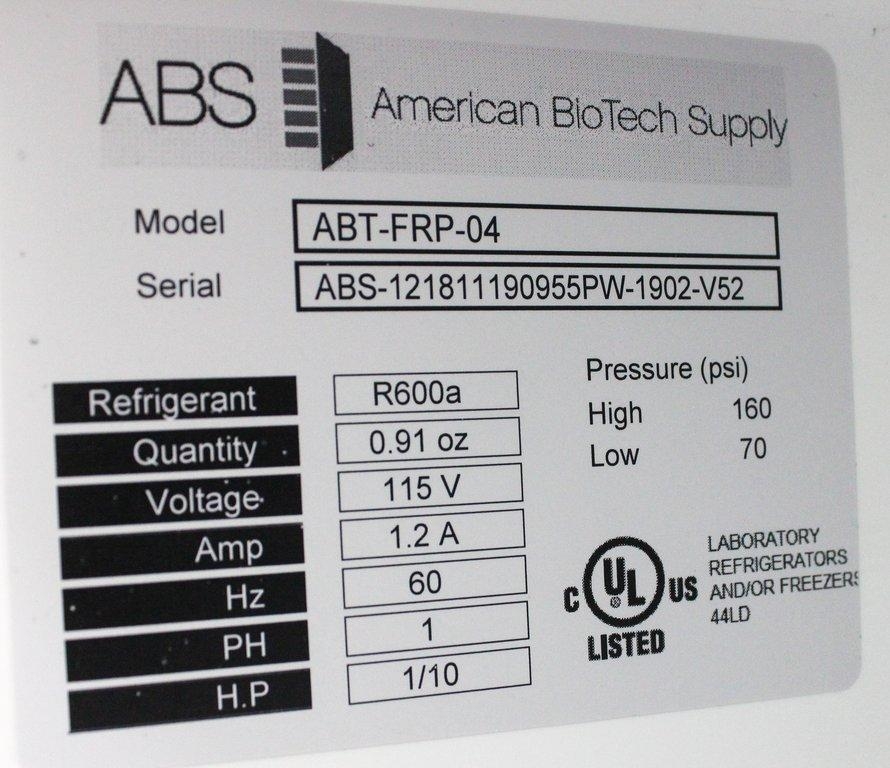 ABS American BioTech Supply
Model ABT-FRP-04
Serial ABS-121811190955PW-1902-V52
Refrigerant R600a
Quantity 0.91 oz
Voltage 115 V
Amp 1.2 A
Hz 60
PH 1
H.P 1/10
Pressure (psi)
High 160
Low 70
C UL US
LISTED
LABORATORY
REFRIGERATORS
AND/OR FREEZERS
44LD